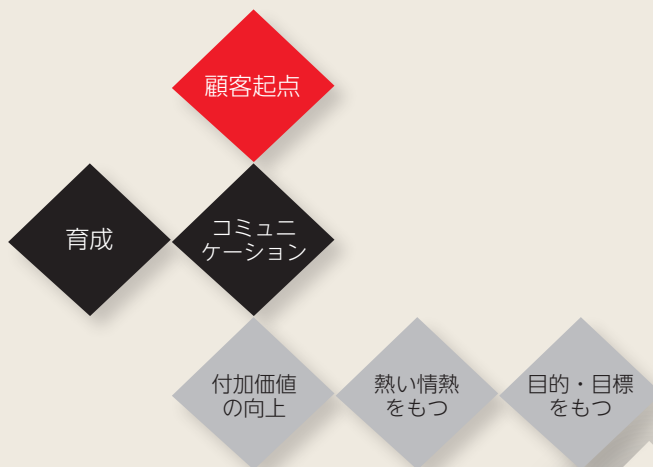 顧客起点
育成
コミュニ
ケーション
付加価値
の向上
熱い情熱
をもつ
目的・目標
をもつ